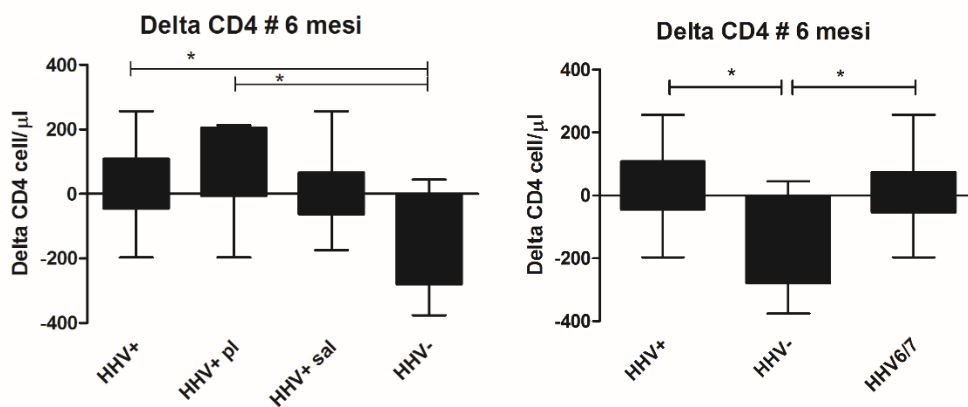 Delta CD4 # 6 mesi
*
*
Delta CD4 cell/µl
400
200
0
-200
-400
HHV+
HHV+ pl
HHV+ sal
HHV-
Delta CD4 # 6 mesi
*
*
Delta CD4 cell/µl
400
200
0
-200
-400
HHV+
HHV-
HHV6/7